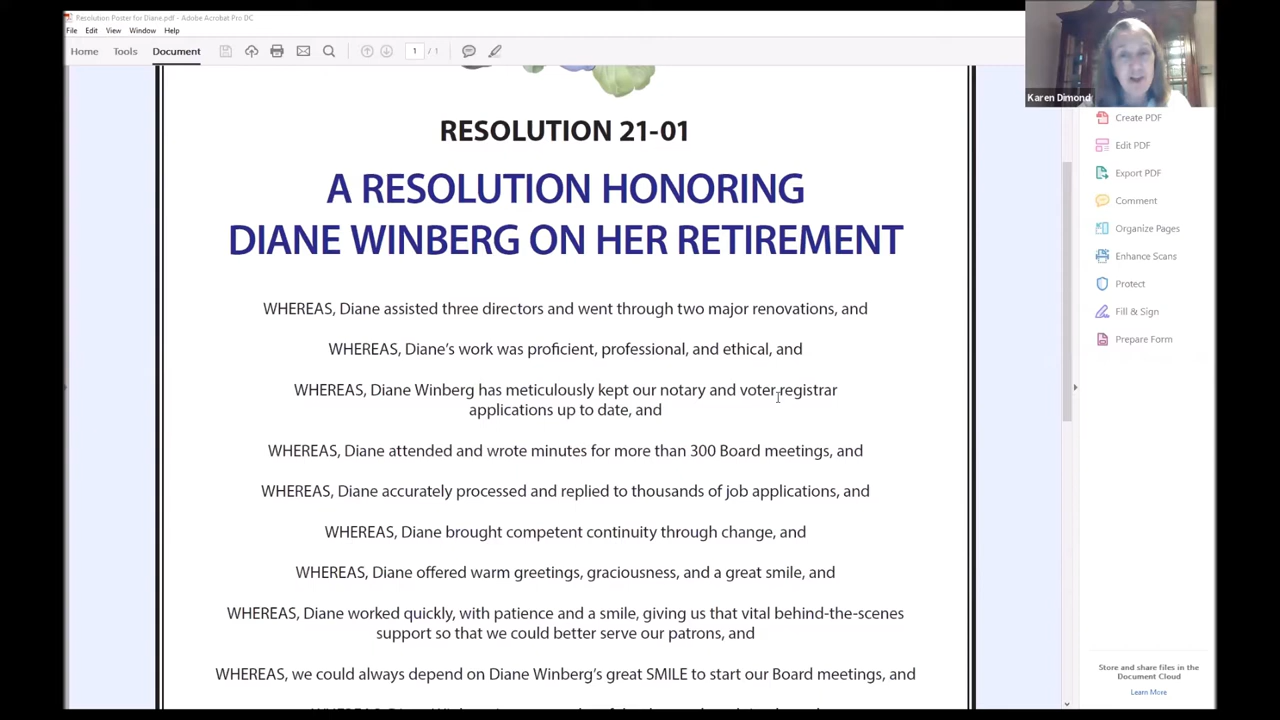 Resolution Poster for Diane.pdf - Adobe Acrobat Pro DC
File Edit View Window Help
Home Tools Document 1 / 1
Karen Dimond
RESOLUTION 21-01
A RESOLUTION HONORING
DIANE WINBERG ON HER RETIREMENT
WHEREAS, Diane assisted three directors and went through two major renovations, and
WHEREAS, Diane's work was proficient, professional, and ethical, and
WHEREAS, Diane Winberg has meticulously kept our notary and voter registrar
applications up to date, and
WHEREAS, Diane attended and wrote minutes for more than 300 Board meetings, and
WHEREAS, Diane accurately processed and replied to thousands of job applications, and
WHEREAS, Diane brought competent continuity through change, and
WHEREAS, Diane offered warm greetings, graciousness, and a great smile, and
WHEREAS, Diane worked quickly, with patience and a smile, giving us that vital behind-the-scenes
support so that we could better serve our patrons, and
WHEREAS, we could always depend on Diane Winberg's great SMILE to start our Board meetings, and
Create PDF
Edit PDF
Export PDF
Comment
Organize Pages
Enhance Scans
Protect
Fill & Sign
Prepare Form
Store and share files in the
Document Cloud
Learn More